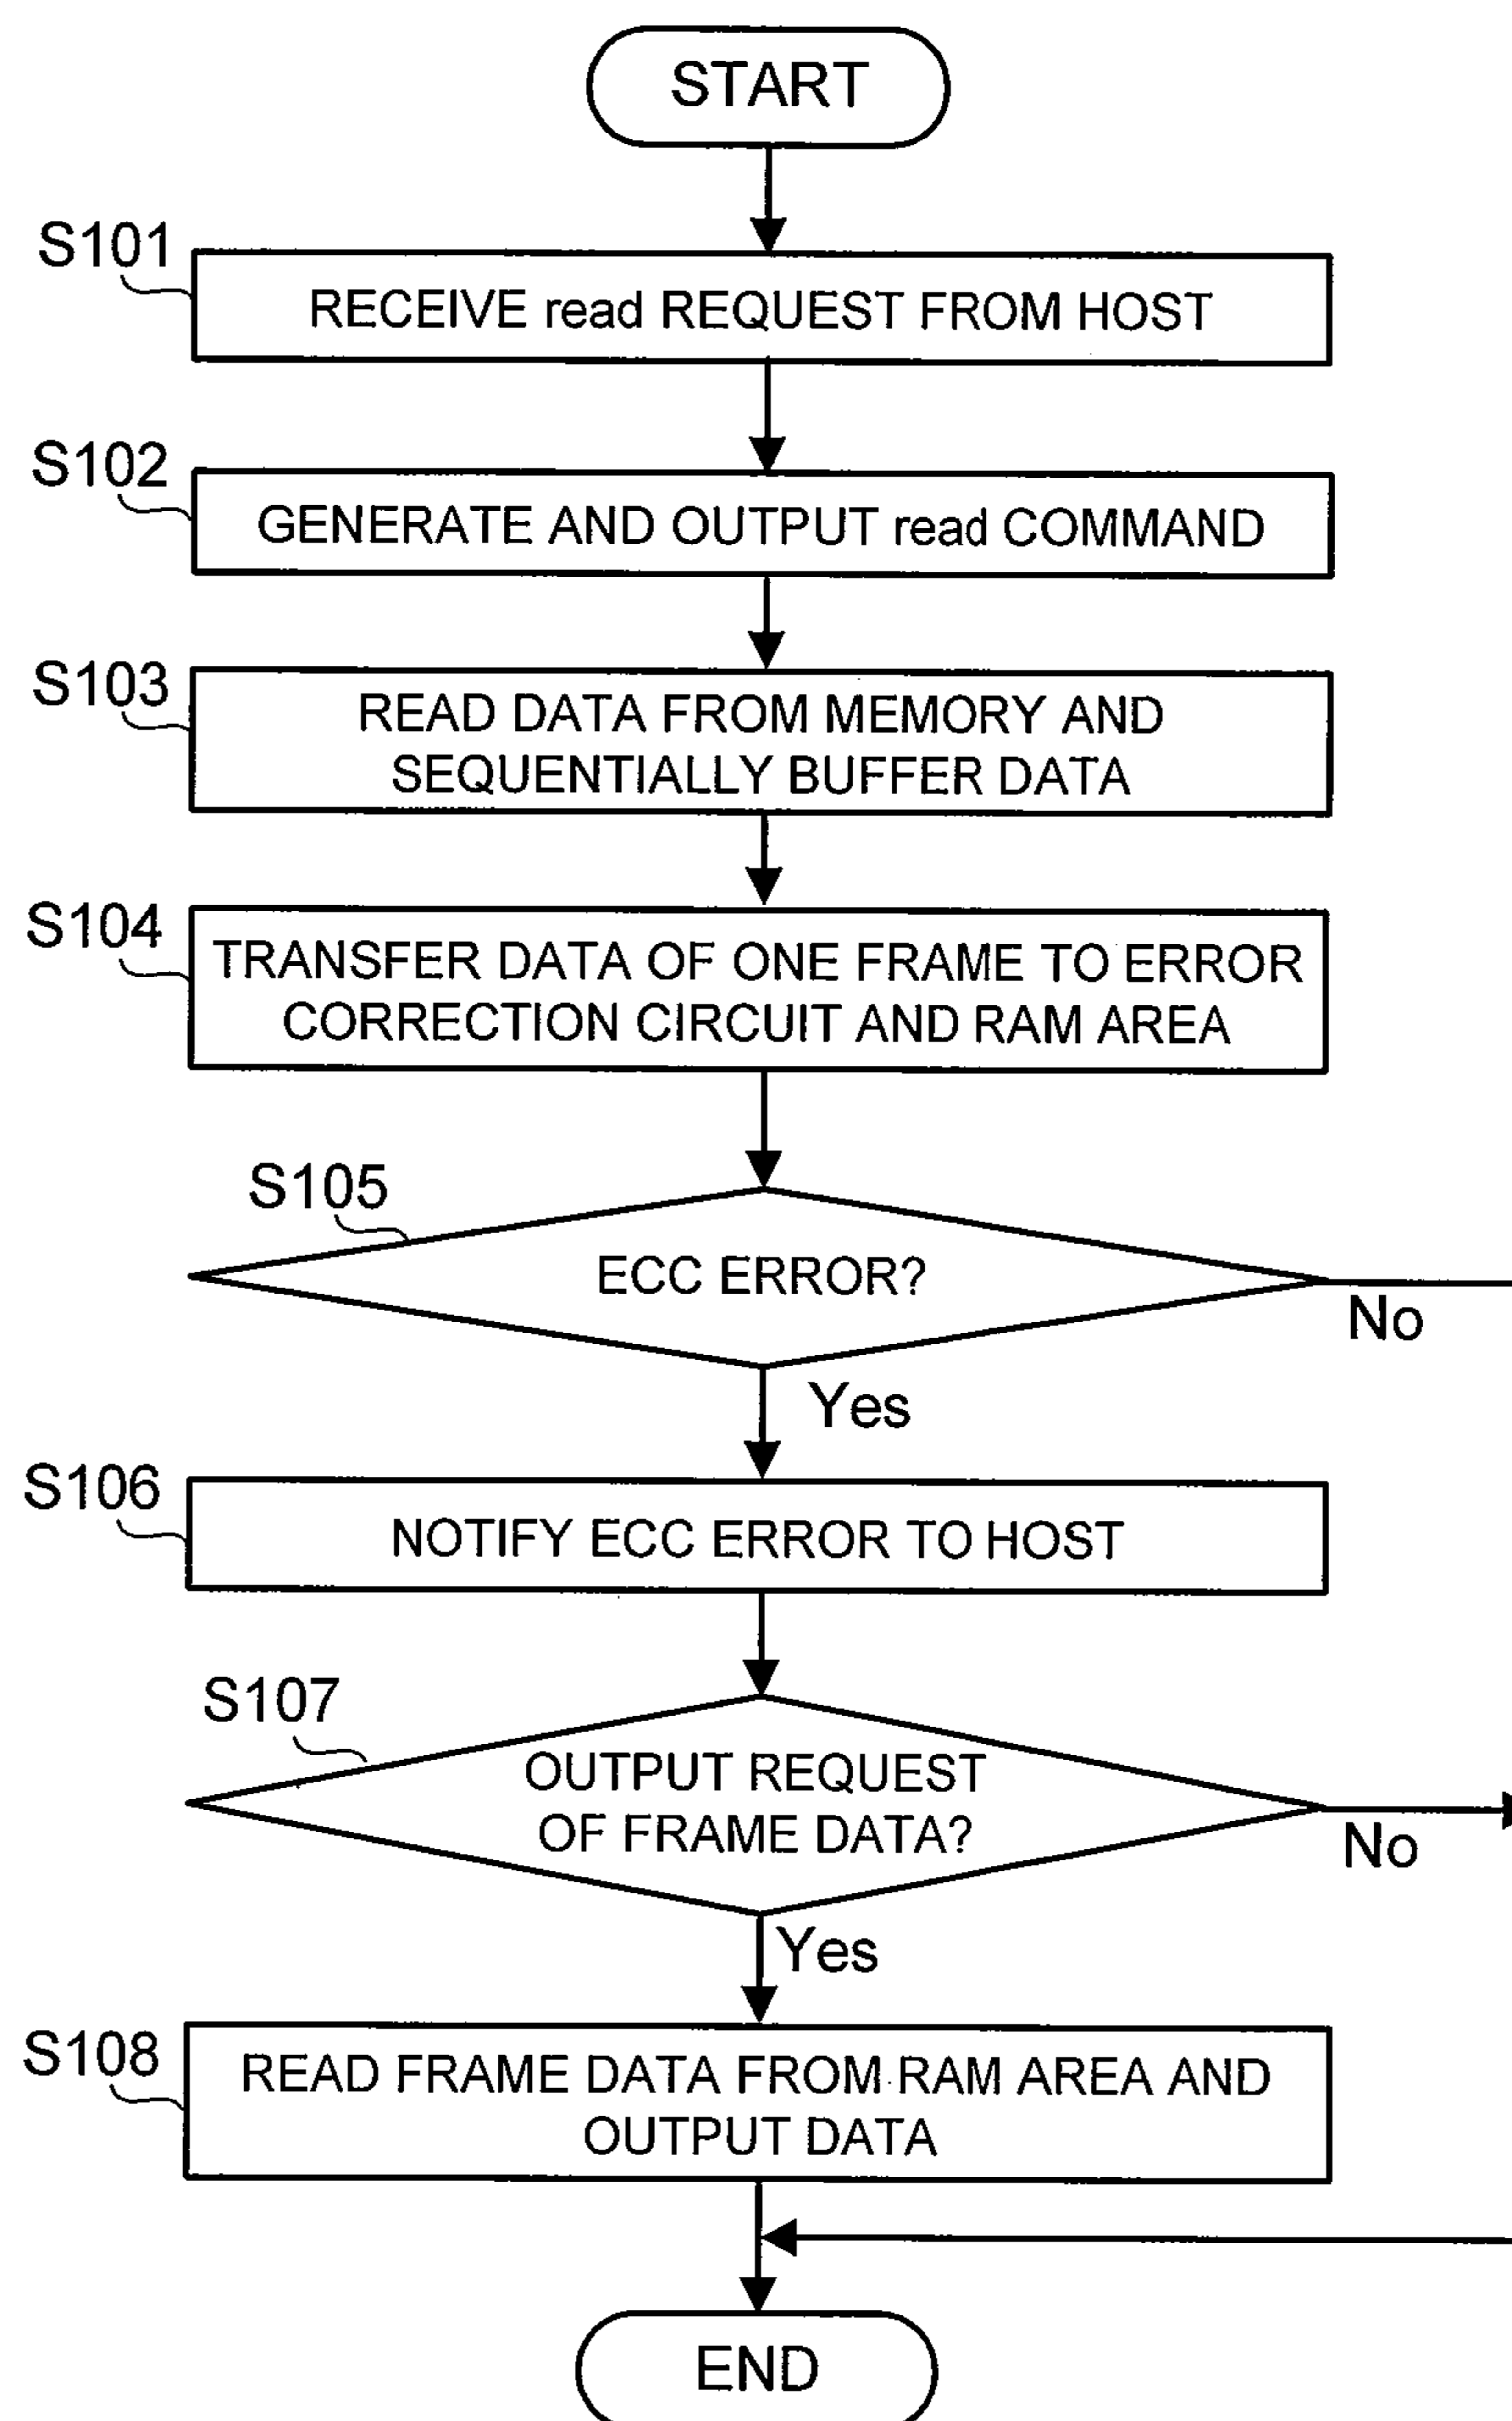 START
S101
RECEIVE read REQUEST FROM HOST
S102
GENERATE AND OUTPUT read COMMAND
S103
READ DATA FROM MEMORY AND
SEQUENTIALLY BUFFER DATA
S104
TRANSFER DATA OF ONE FRAME TO ERROR
CORRECTION CIRCUIT AND RAM AREA
S105
ECC ERROR?
No
Yes
S106
NOTIFY ECC ERROR TO HOST
S107
OUTPUT REQUEST
OF FRAME DATA?
No
Yes
S108
READ FRAME DATA FROM RAM AREA AND
OUTPUT DATA
END